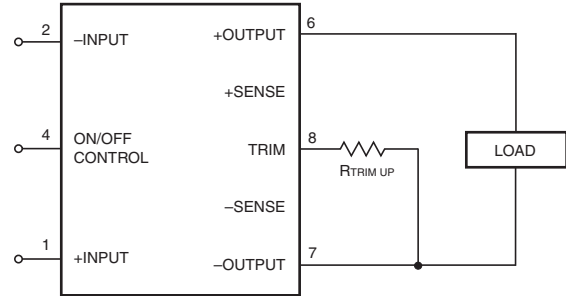 2
–INPUT
+OUTPUT
6
+SENSE
4
ON/OFF
CONTROL
TRIM
8
RTRIM UP
LOAD
–SENSE
1
+INPUT
–OUTPUT
7